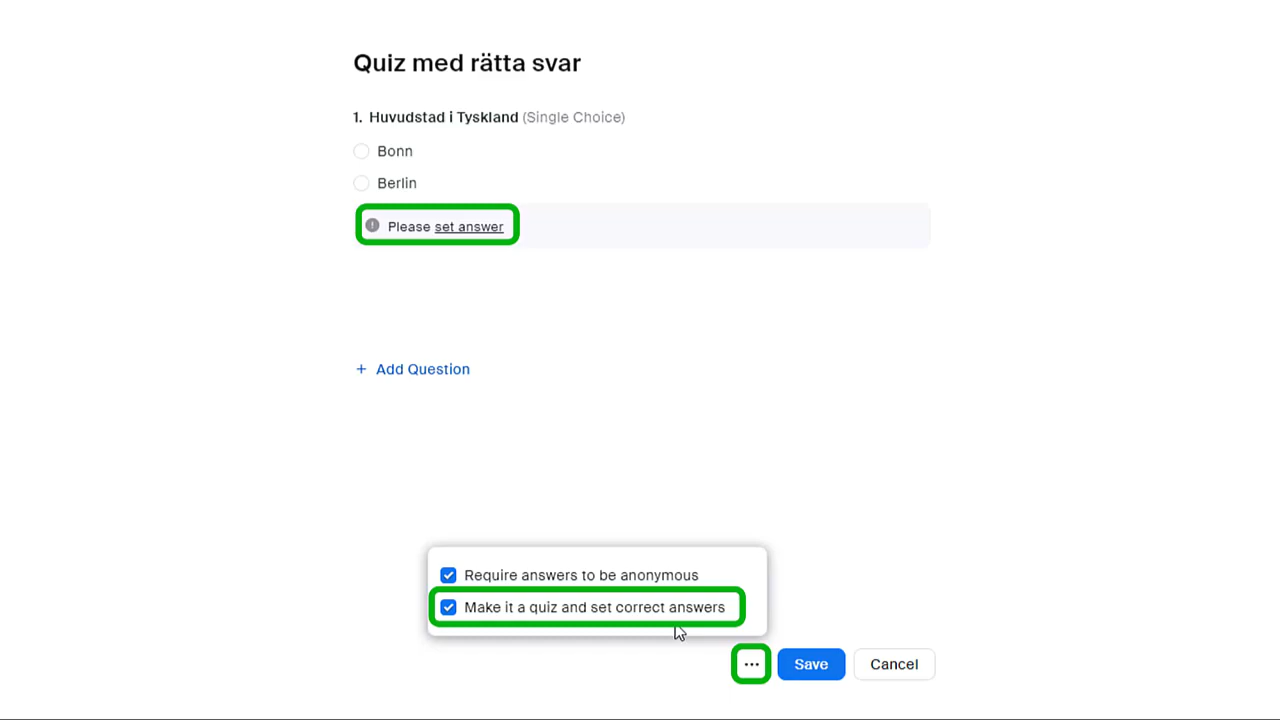 Quiz med rätta svar
1. Huvudstad i Tyskland (Single Choice)
Bonn
Berlin
Please set answer
+ Add Question
Require answers to be anonymous
Make it a quiz and set correct answers
... Save Cancel